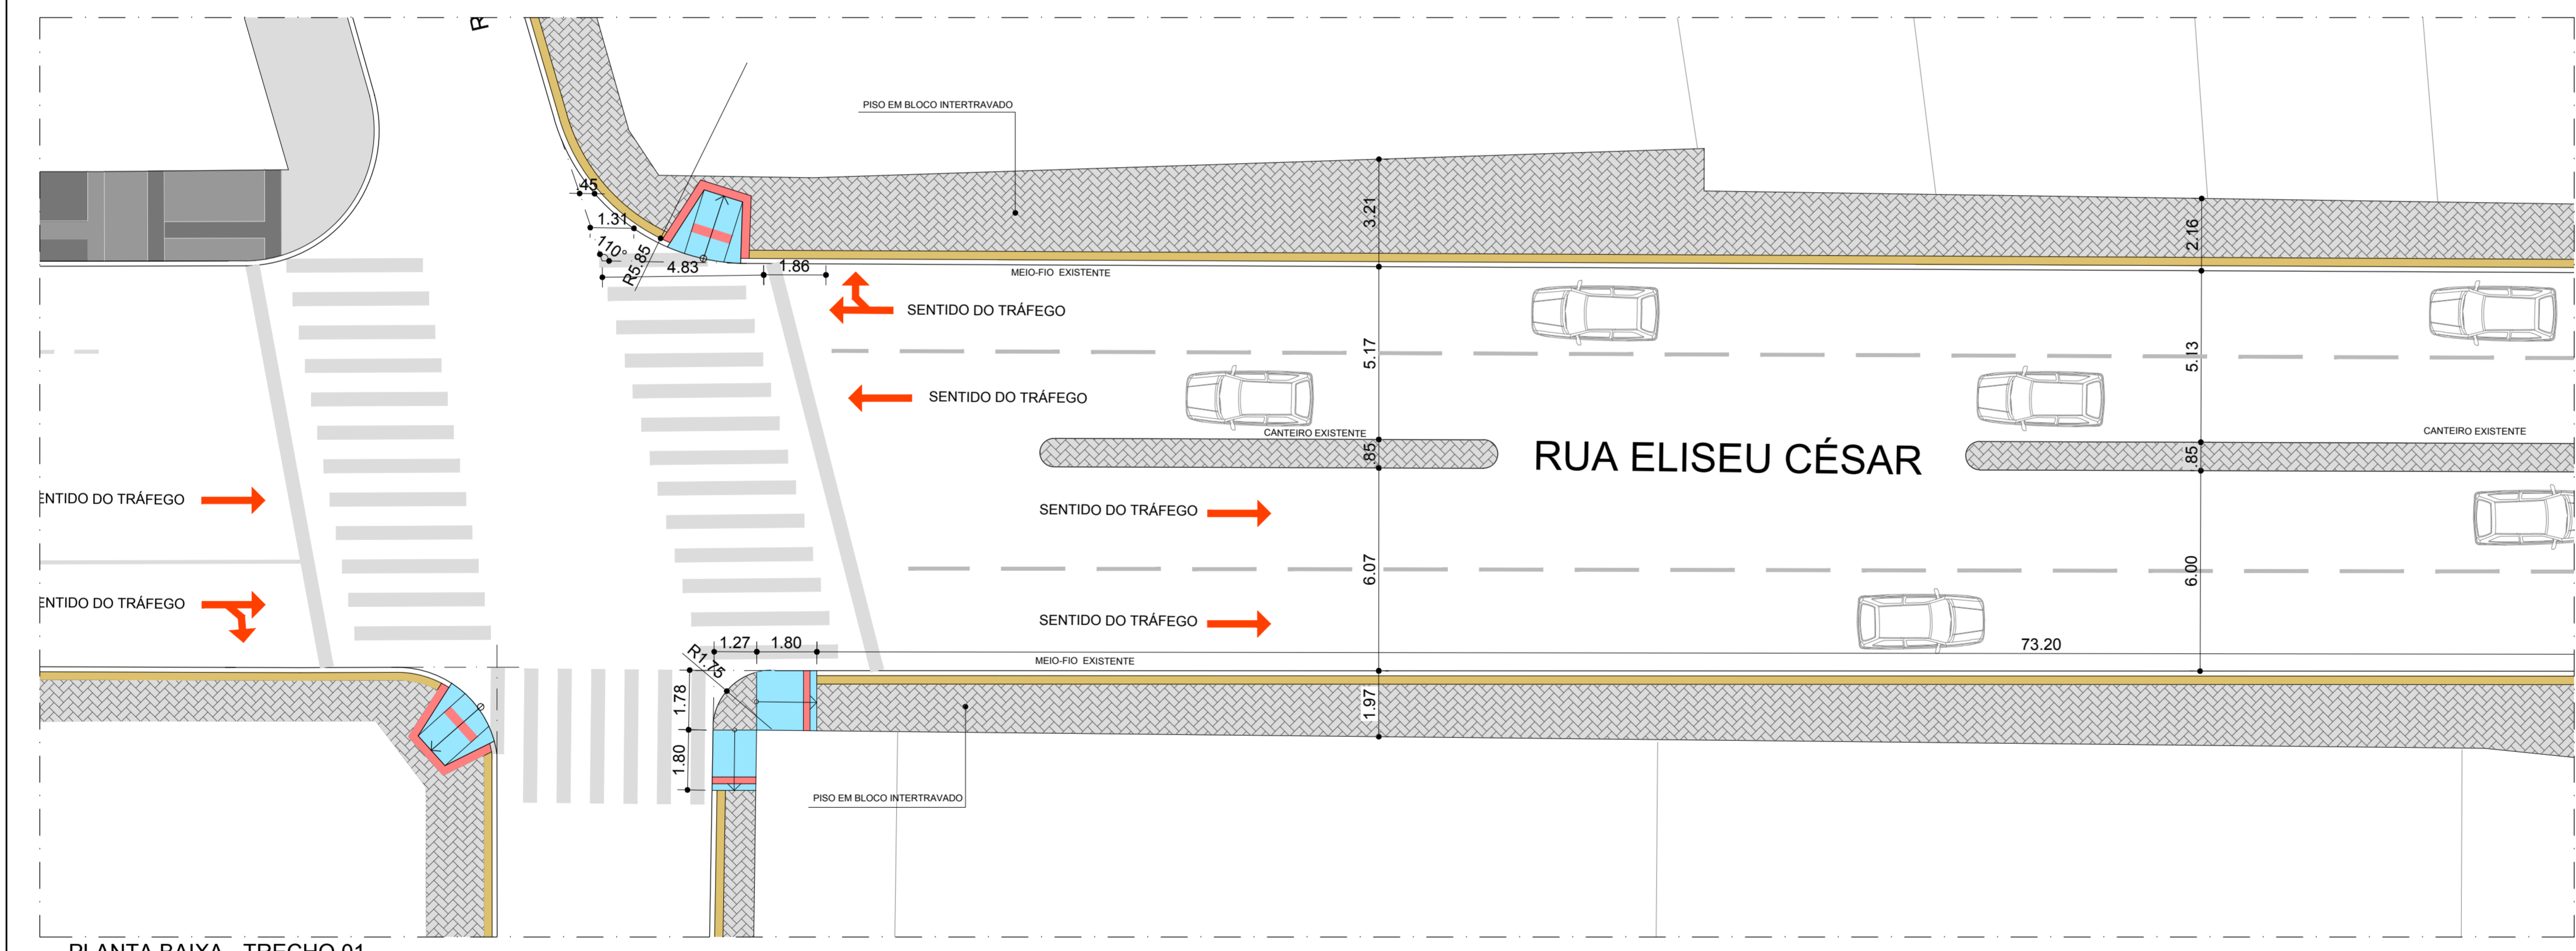 R
PISO EM BLOCO INTERTRAVADO
.45
1.31
110°
R5.85
4.83
1.86
3.21
2.16
MEIO-FIO EXISTENTE
SENTIDO DO TRÁFEGO
5.17
5.13
SENTIDO DO TRÁFEGO
CANTEIRO EXISTENTE
CANTEIRO EXISTENTE
.85
RUA ELISEU CÉSAR
.85
ENTIDO DO TRÁFEGO
SENTIDO DO TRÁFEGO
6.07
6.00
ENTIDO DO TRÁFEGO
SENTIDO DO TRÁFEGO
1.27
1.80
73.20
R1.75
MEIO-FIO EXISTENTE
1.78
1.97
1.80
PISO EM BLOCO INTERTRAVADO
PLANTA BAIXA - TRECHO 01